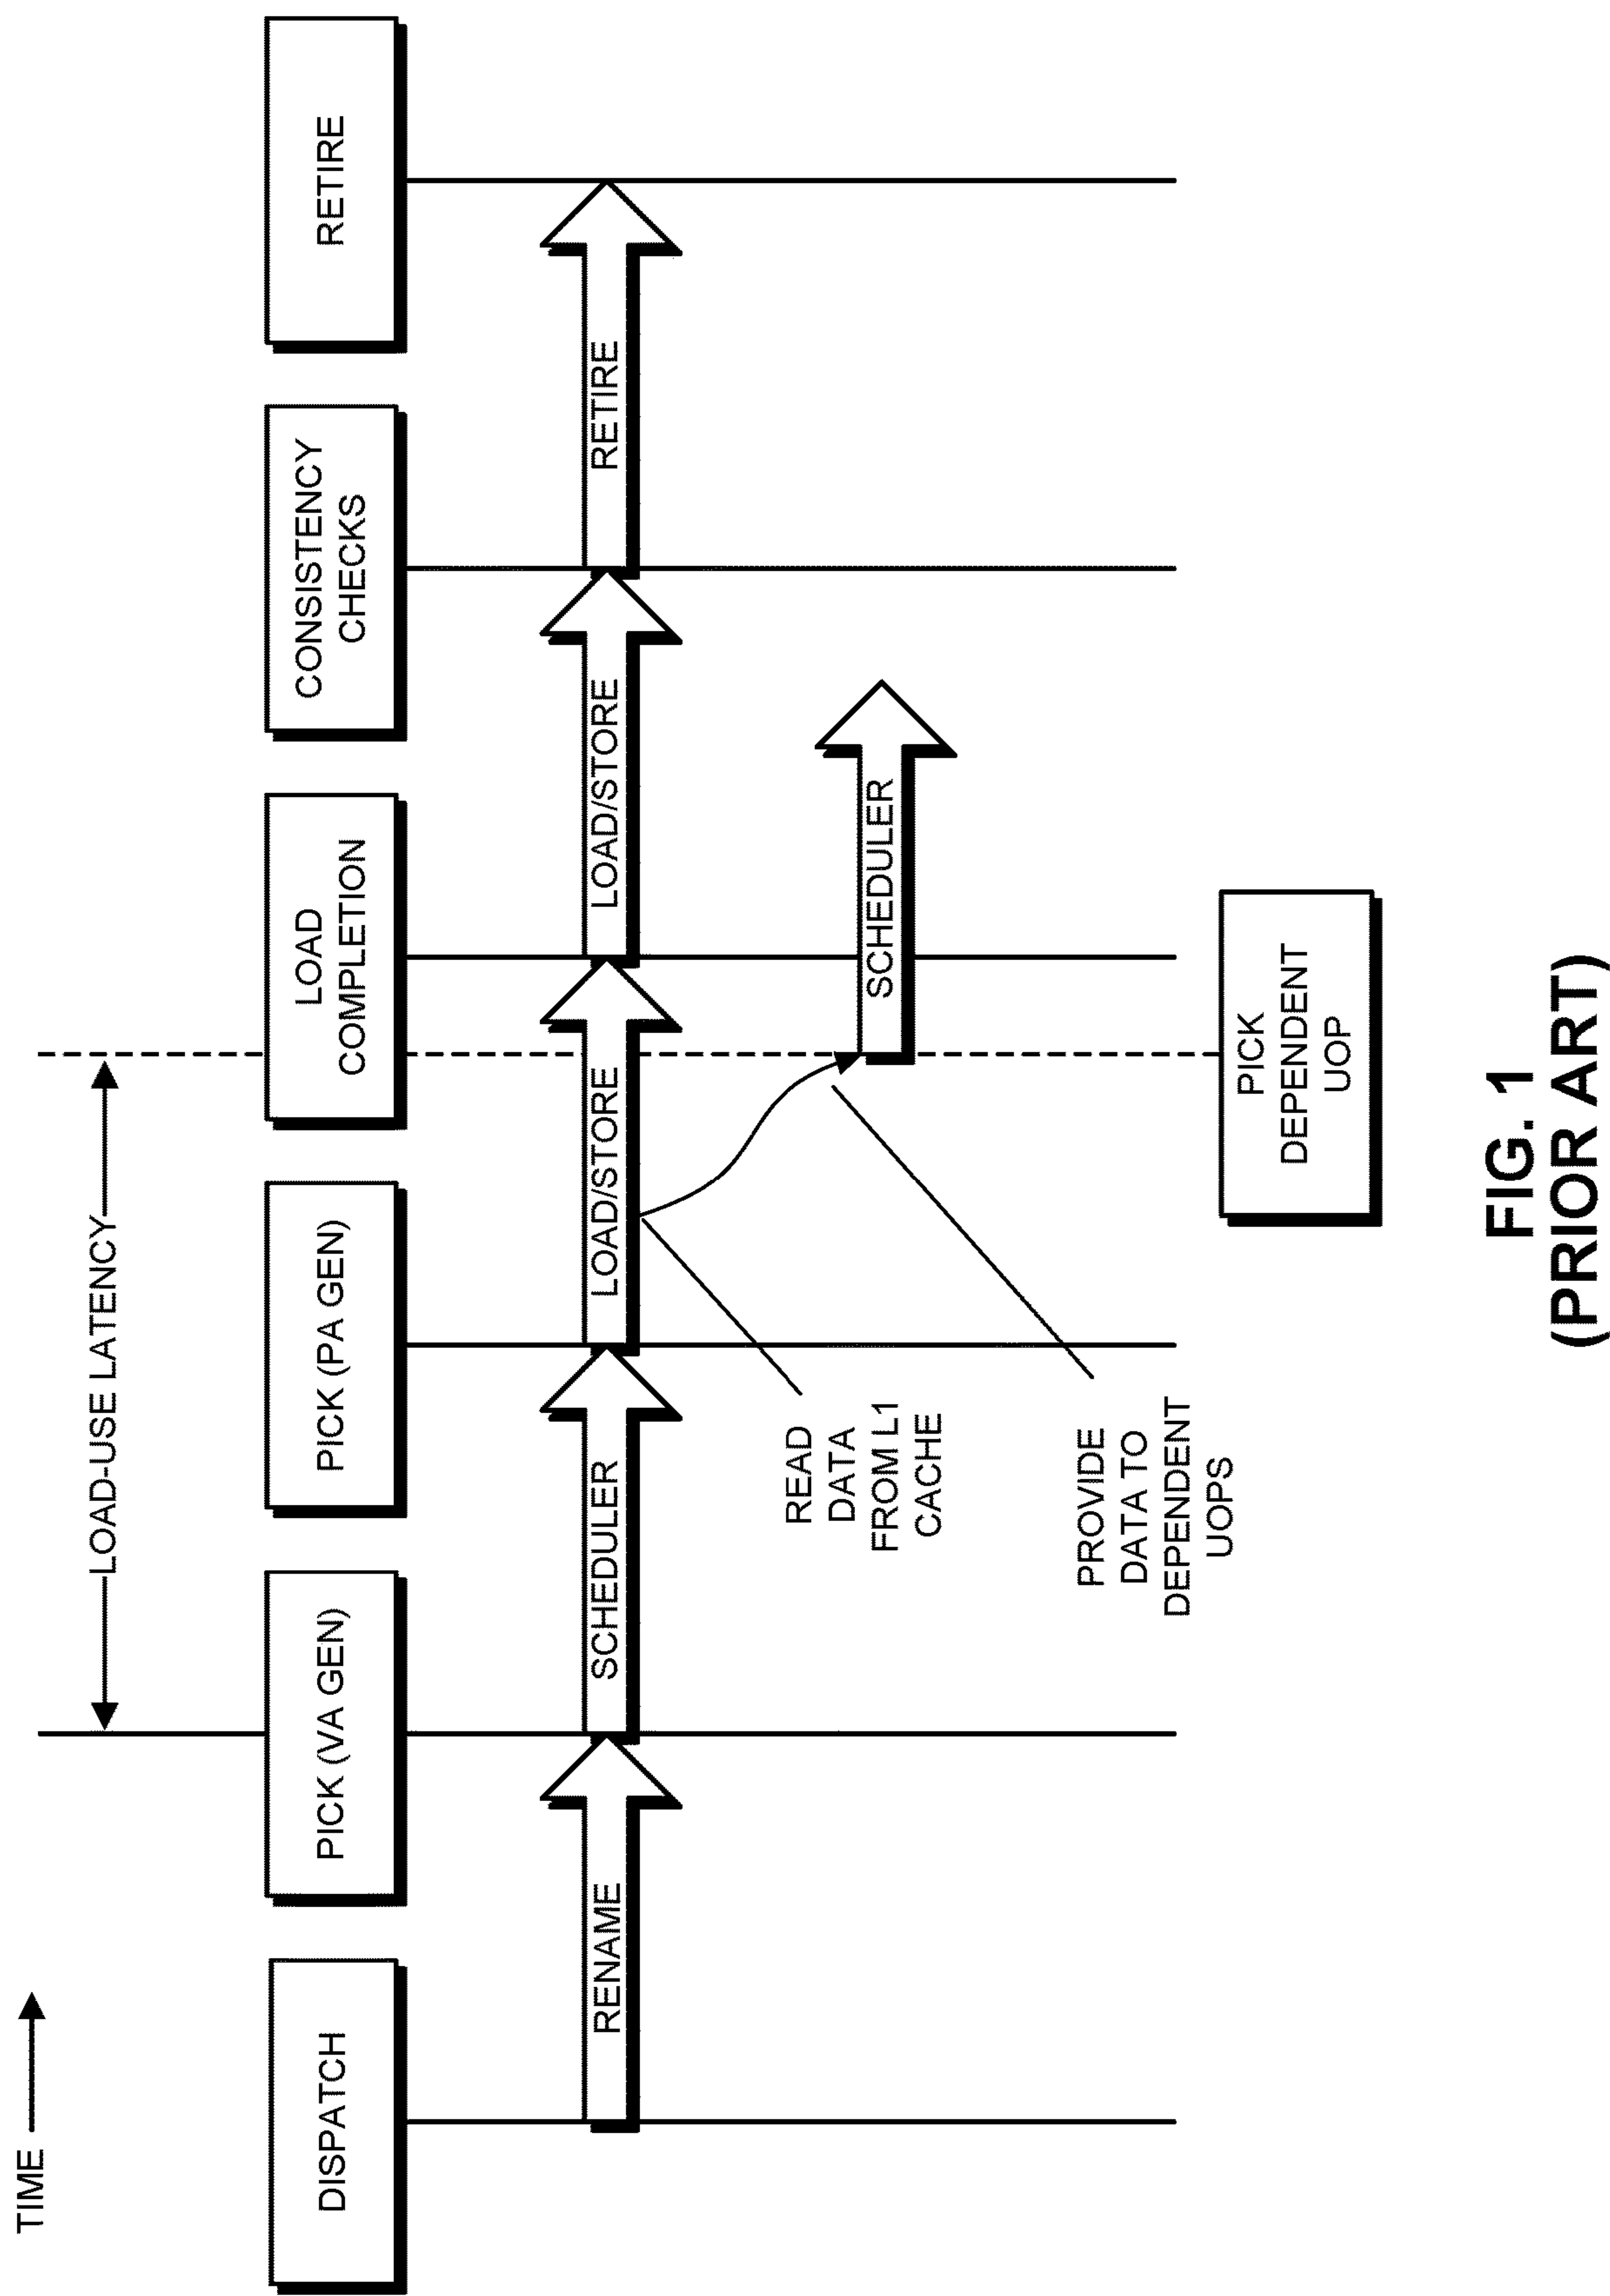 TIME
LOAD-USE LATENCY
DISPATCH
PICK (VA GEN)
PICK (PA GEN)
LOAD
COMPLETION
CONSISTENCY
CHECKS
RETIRE
RENAME
SCHEDULER
LOAD/STORE
LOAD/STORE
RETIRE
SCHEDULER
READ
DATA
FROM L1
CACHE
PROVIDE
DATA TO
DEPENDENT
UOPS
PICK
DEPENDENT
UOP
FIG. 1
(PRIOR ART)